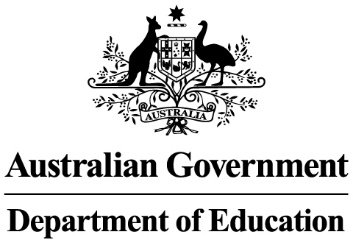 AUSTRALIA
Australian Government
Department of Education